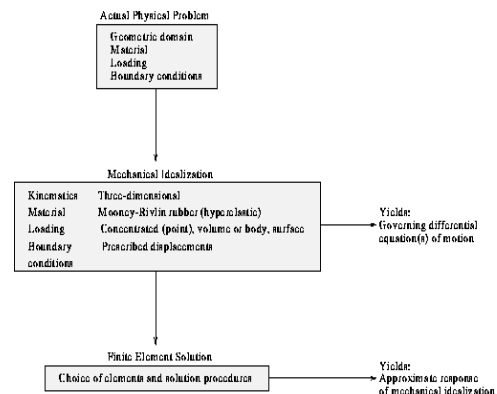 Actual Physical Problem
Geometric domain
Material
Loading
Boundary conditions
Mechanical Idealization
Kinematics Three-dimensional
Material Mooney-Rivlin rubber (hyperelastic)
Loading Concentrated (point), volume or body, surface
Boundary Prescribed displacements
conditions
Yields:
Governing differential
equation(s) of motion
Finite Element Solution
Choice of elements and solution procedures
Yields:
Approximate response
of mechanical idealization